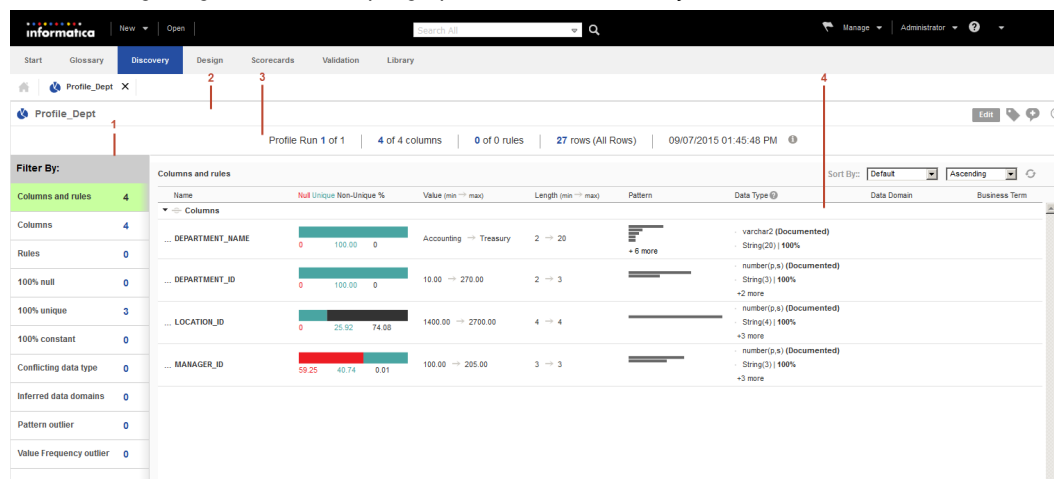 informatica New Open Search All Manage Administrator ?
Start Glossary Discovery Design Scorecards Validation Library
2 3 4
Profile_Dept X
Profile_Dept Edit
1
Profile Run 1 of 1 4 of 4 columns 0 of 0 rules 27 rows (All Rows) 09/07/2015 01:45:48 PM
Filter By:
Columns and rules Sort By: Default Ascending
Columns and rules 4
Name Null Unique Non-Unique % Value (min → max) Length (min → max) Pattern Data Type ? Data Domain Business Term
Columns
Columns 4
... DEPARTMENT_NAME 0 100.00 0 Accounting → Treasury 2 → 20 + 6 more varchar2 (Documented)
String(20) | 100%
Rules 0
100% null 0
... DEPARTMENT_ID 0 100.00 0 10.00 → 270.00 2 → 3 number(p,s) (Documented)
String(3) | 100%
+2 more
100% unique 3
... LOCATION_ID 0 25.92 74.08 1400.00 → 2700.00 4 → 4 number(p,s) (Documented)
String(4) | 100%
+3 more
100% constant 0
... MANAGER_ID 59.25 40.74 0.01 100.00 → 205.00 3 → 3 number(p,s) (Documented)
String(3) | 100%
+3 more
Conflicting data type 0
Inferred data domains 0
Pattern outlier 0
Value Frequency outlier 0